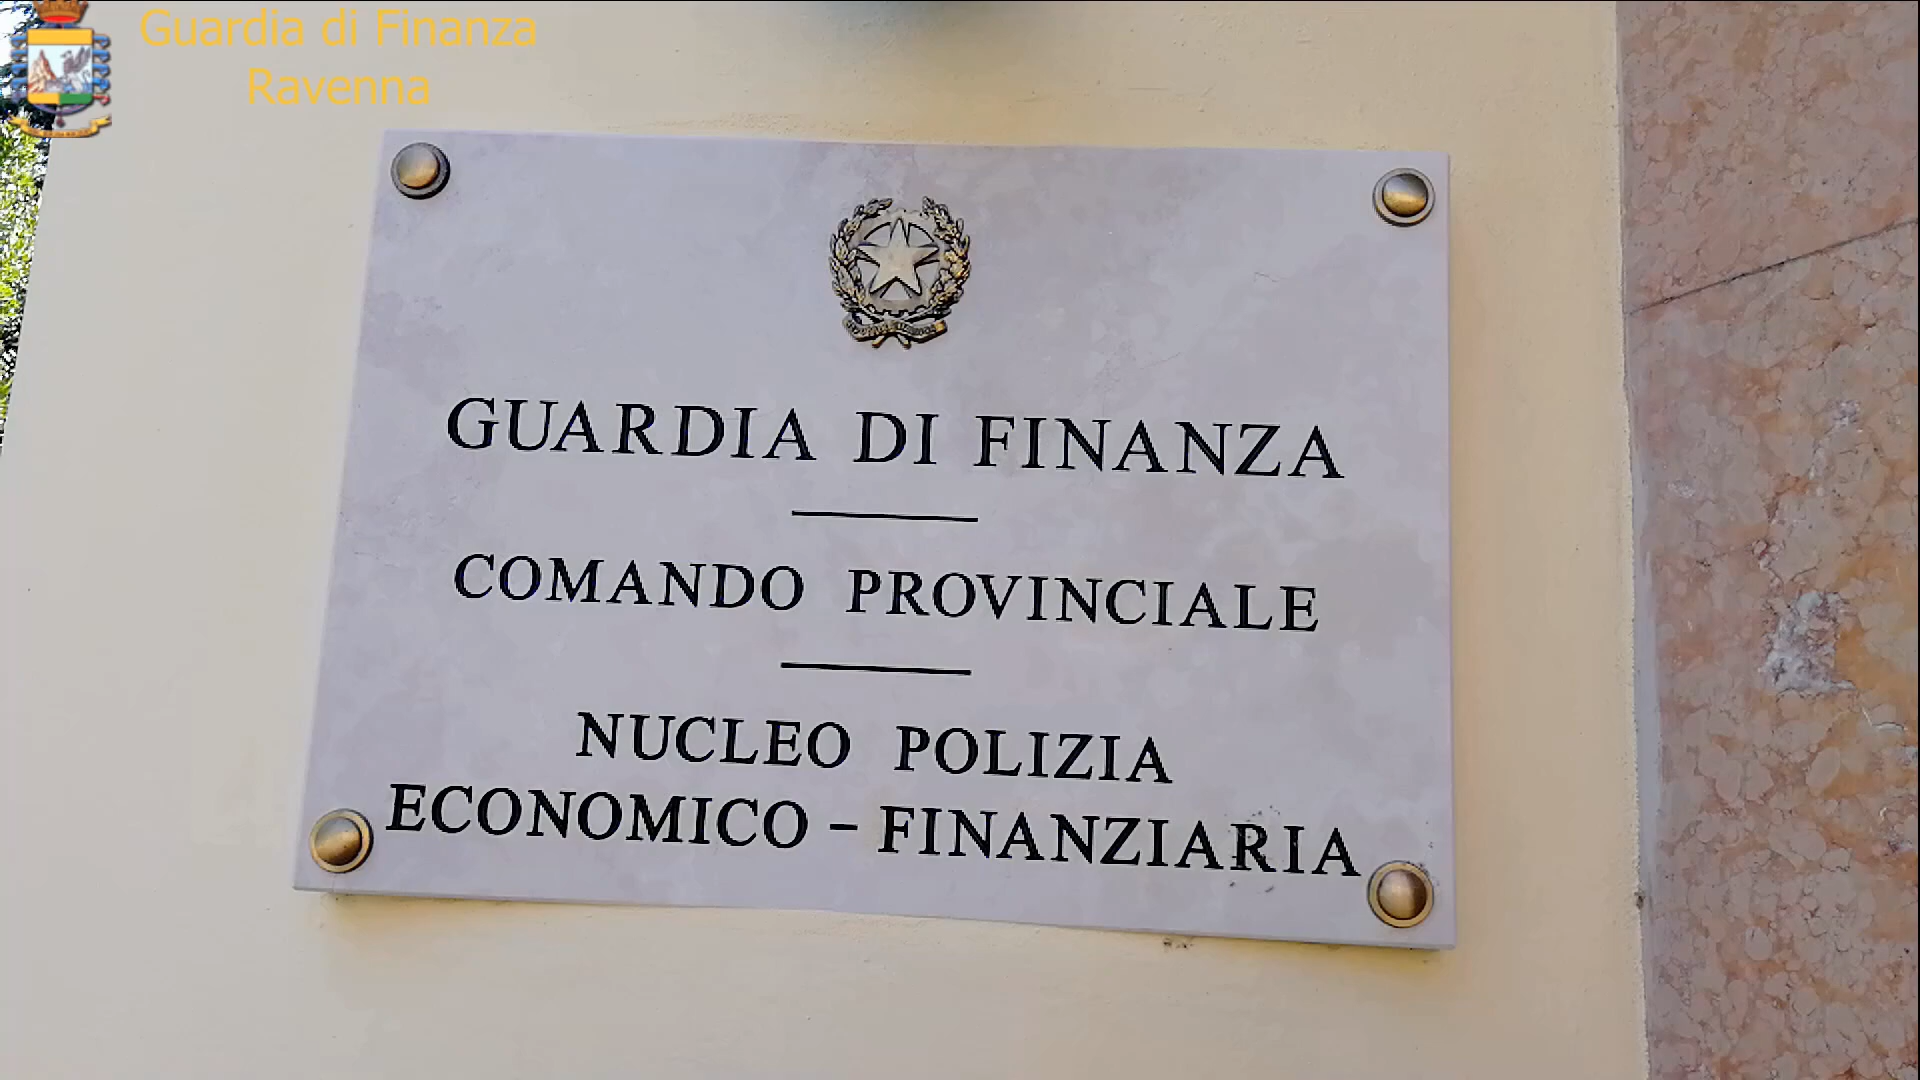 Guardia di Finanza
Ravenna
GUARDIA DI FINANZA
COMANDO PROVINCIALE
NUCLEO POLIZIA
ECONOMICO - FINANZIARIA